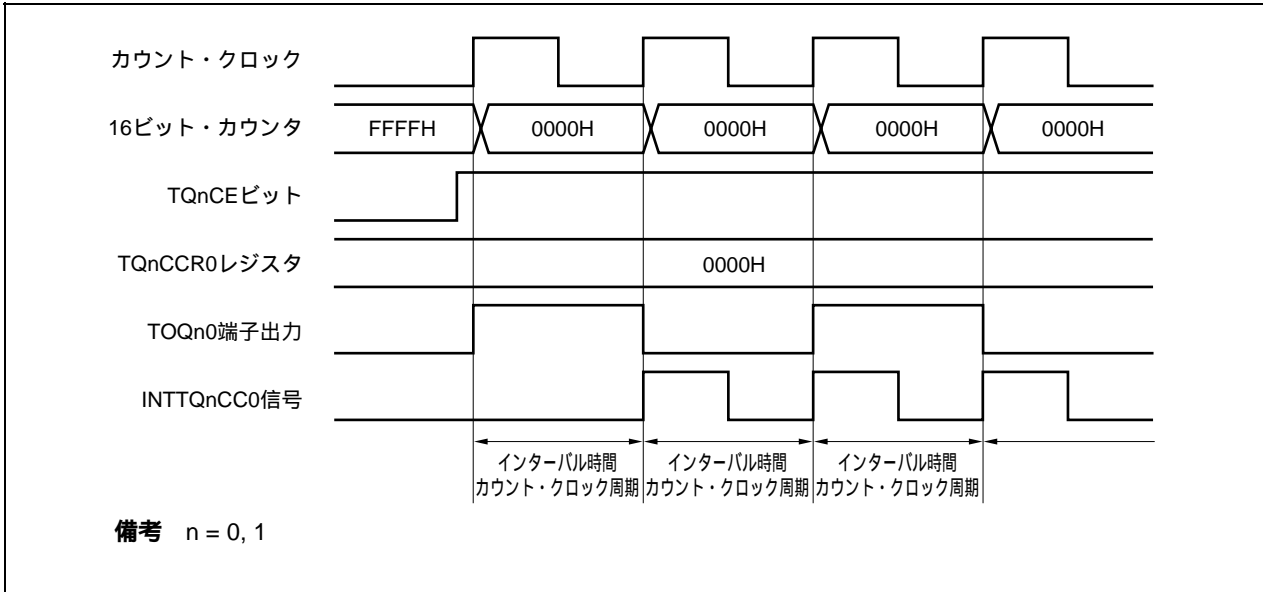 カウント・クロック
16ビット・カウンタ
FFFFH 0000H 0000H 0000H 0000H
TQnCEビット
TQnCCR0レジスタ
0000H
TOQn0端子出力
INTTQnCC0信号
インターバル時間 インターバル時間 インターバル時間
カウント・クロック周期 カウント・クロック周期 カウント・クロック周期
備考 n = 0, 1